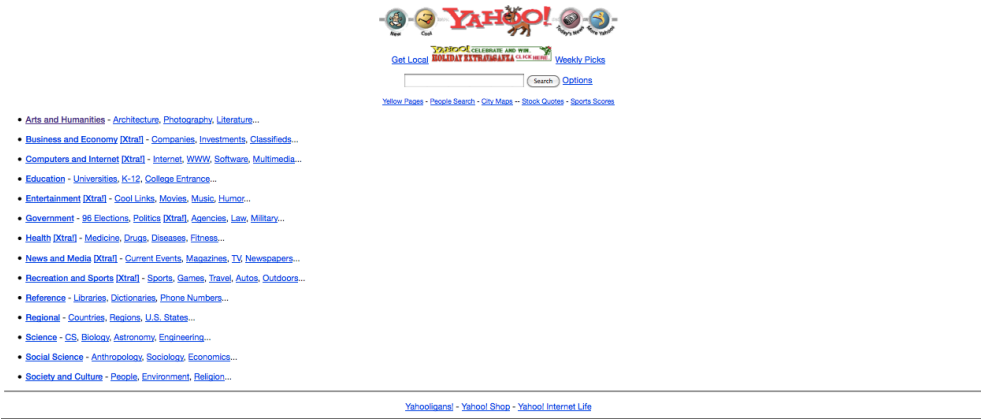 YAHOO!
New Cool Today's News More Yahoos
Get Local YAHOO! CELEBRATE AND WIN. HOLIDAY EXTRAVAGANZA CLICK HERE! Weekly Picks
Search Options
Yellow Pages - People Search - City Maps -- Stock Quotes - Sports Scores
• Arts and Humanities - Architecture, Photography, Literature...
• Business and Economy [Xtra!] - Companies, Investments, Classifieds...
• Computers and Internet [Xtra!] - Internet, WWW, Software, Multimedia...
• Education - Universities, K-12, College Entrance...
• Entertainment [Xtra!] - Cool Links, Movies, Music, Humor...
• Government - 96 Elections, Politics [Xtra!], Agencies, Law, Military...
• Health [Xtra!] - Medicine, Drugs, Diseases, Fitness...
• News and Media [Xtra!] - Current Events, Magazines, TV, Newspapers...
• Recreation and Sports [Xtra!] - Sports, Games, Travel, Autos, Outdoors...
• Reference - Libraries, Dictionaries, Phone Numbers...
• Regional - Countries, Regions, U.S. States...
• Science - CS, Biology, Astronomy, Engineering...
• Social Science - Anthropology, Sociology, Economics...
• Society and Culture - People, Environment, Religion...
Yahooligans! - Yahoo! Shop - Yahoo! Internet Life